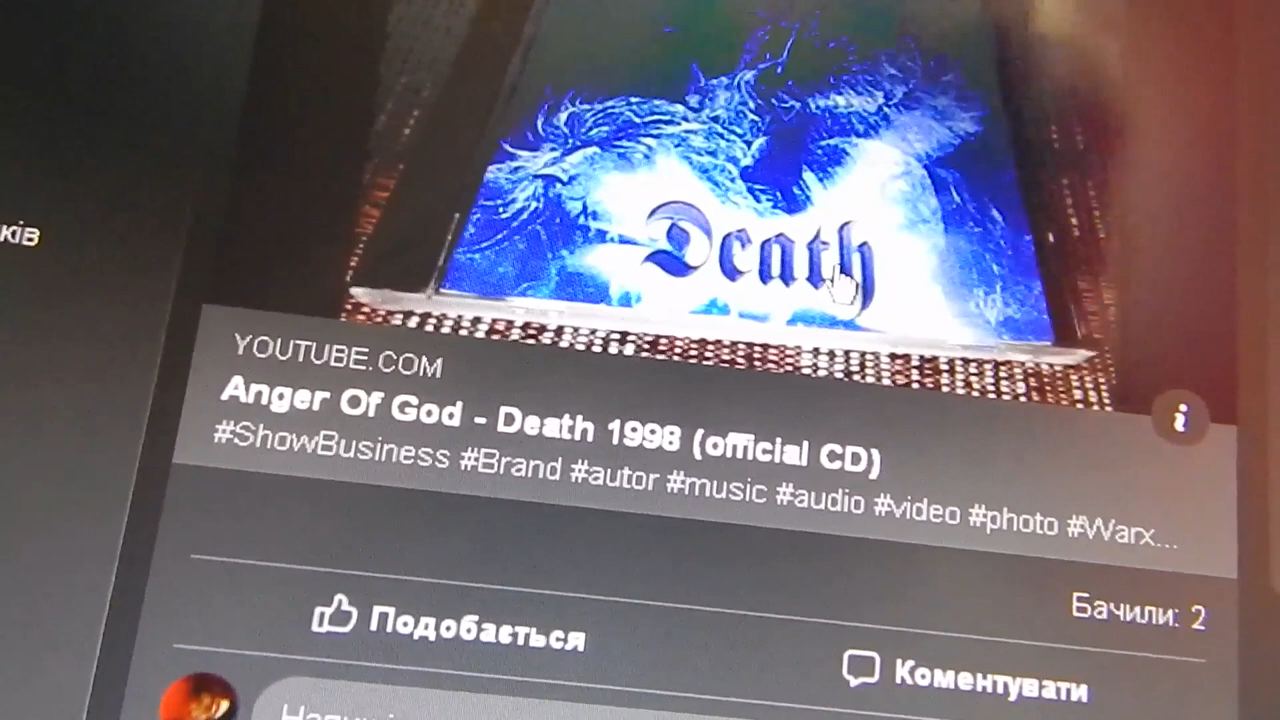 Death
ків
YOUTUBE.COM
Anger Of God - Death 1998 (official CD)
#ShowBusiness #Brand #autor #music #audio #video #photo #Warx...
Бачили: 2
Подобається
Коментувати